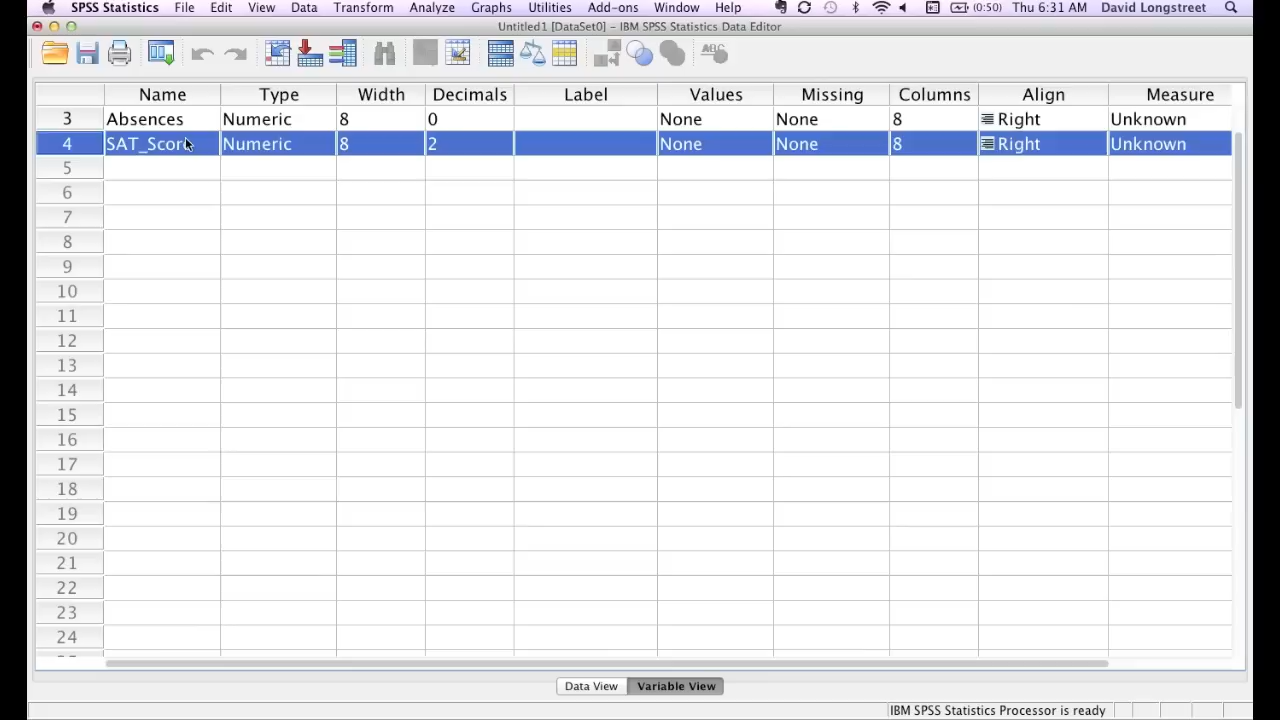 SPSS Statistics File Edit View Data Transform Analyze Graphs Utilities Add-ons Window Help (0:50) Thu 6:31 AM David Longstreet
Untitled1 [DataSet0] – IBM SPSS Statistics Data Editor
Name Type Width Decimals Label Values Missing Columns Align Measure
3 Absences Numeric 8 0 None None 8 Right Unknown
4 SAT_Score Numeric 8 2 None None 8 Right Unknown
5
6
7
8
9
10
11
12
13
14
15
16
17
18
19
20
21
22
23
24
Data View Variable View
IBM SPSS Statistics Processor is ready